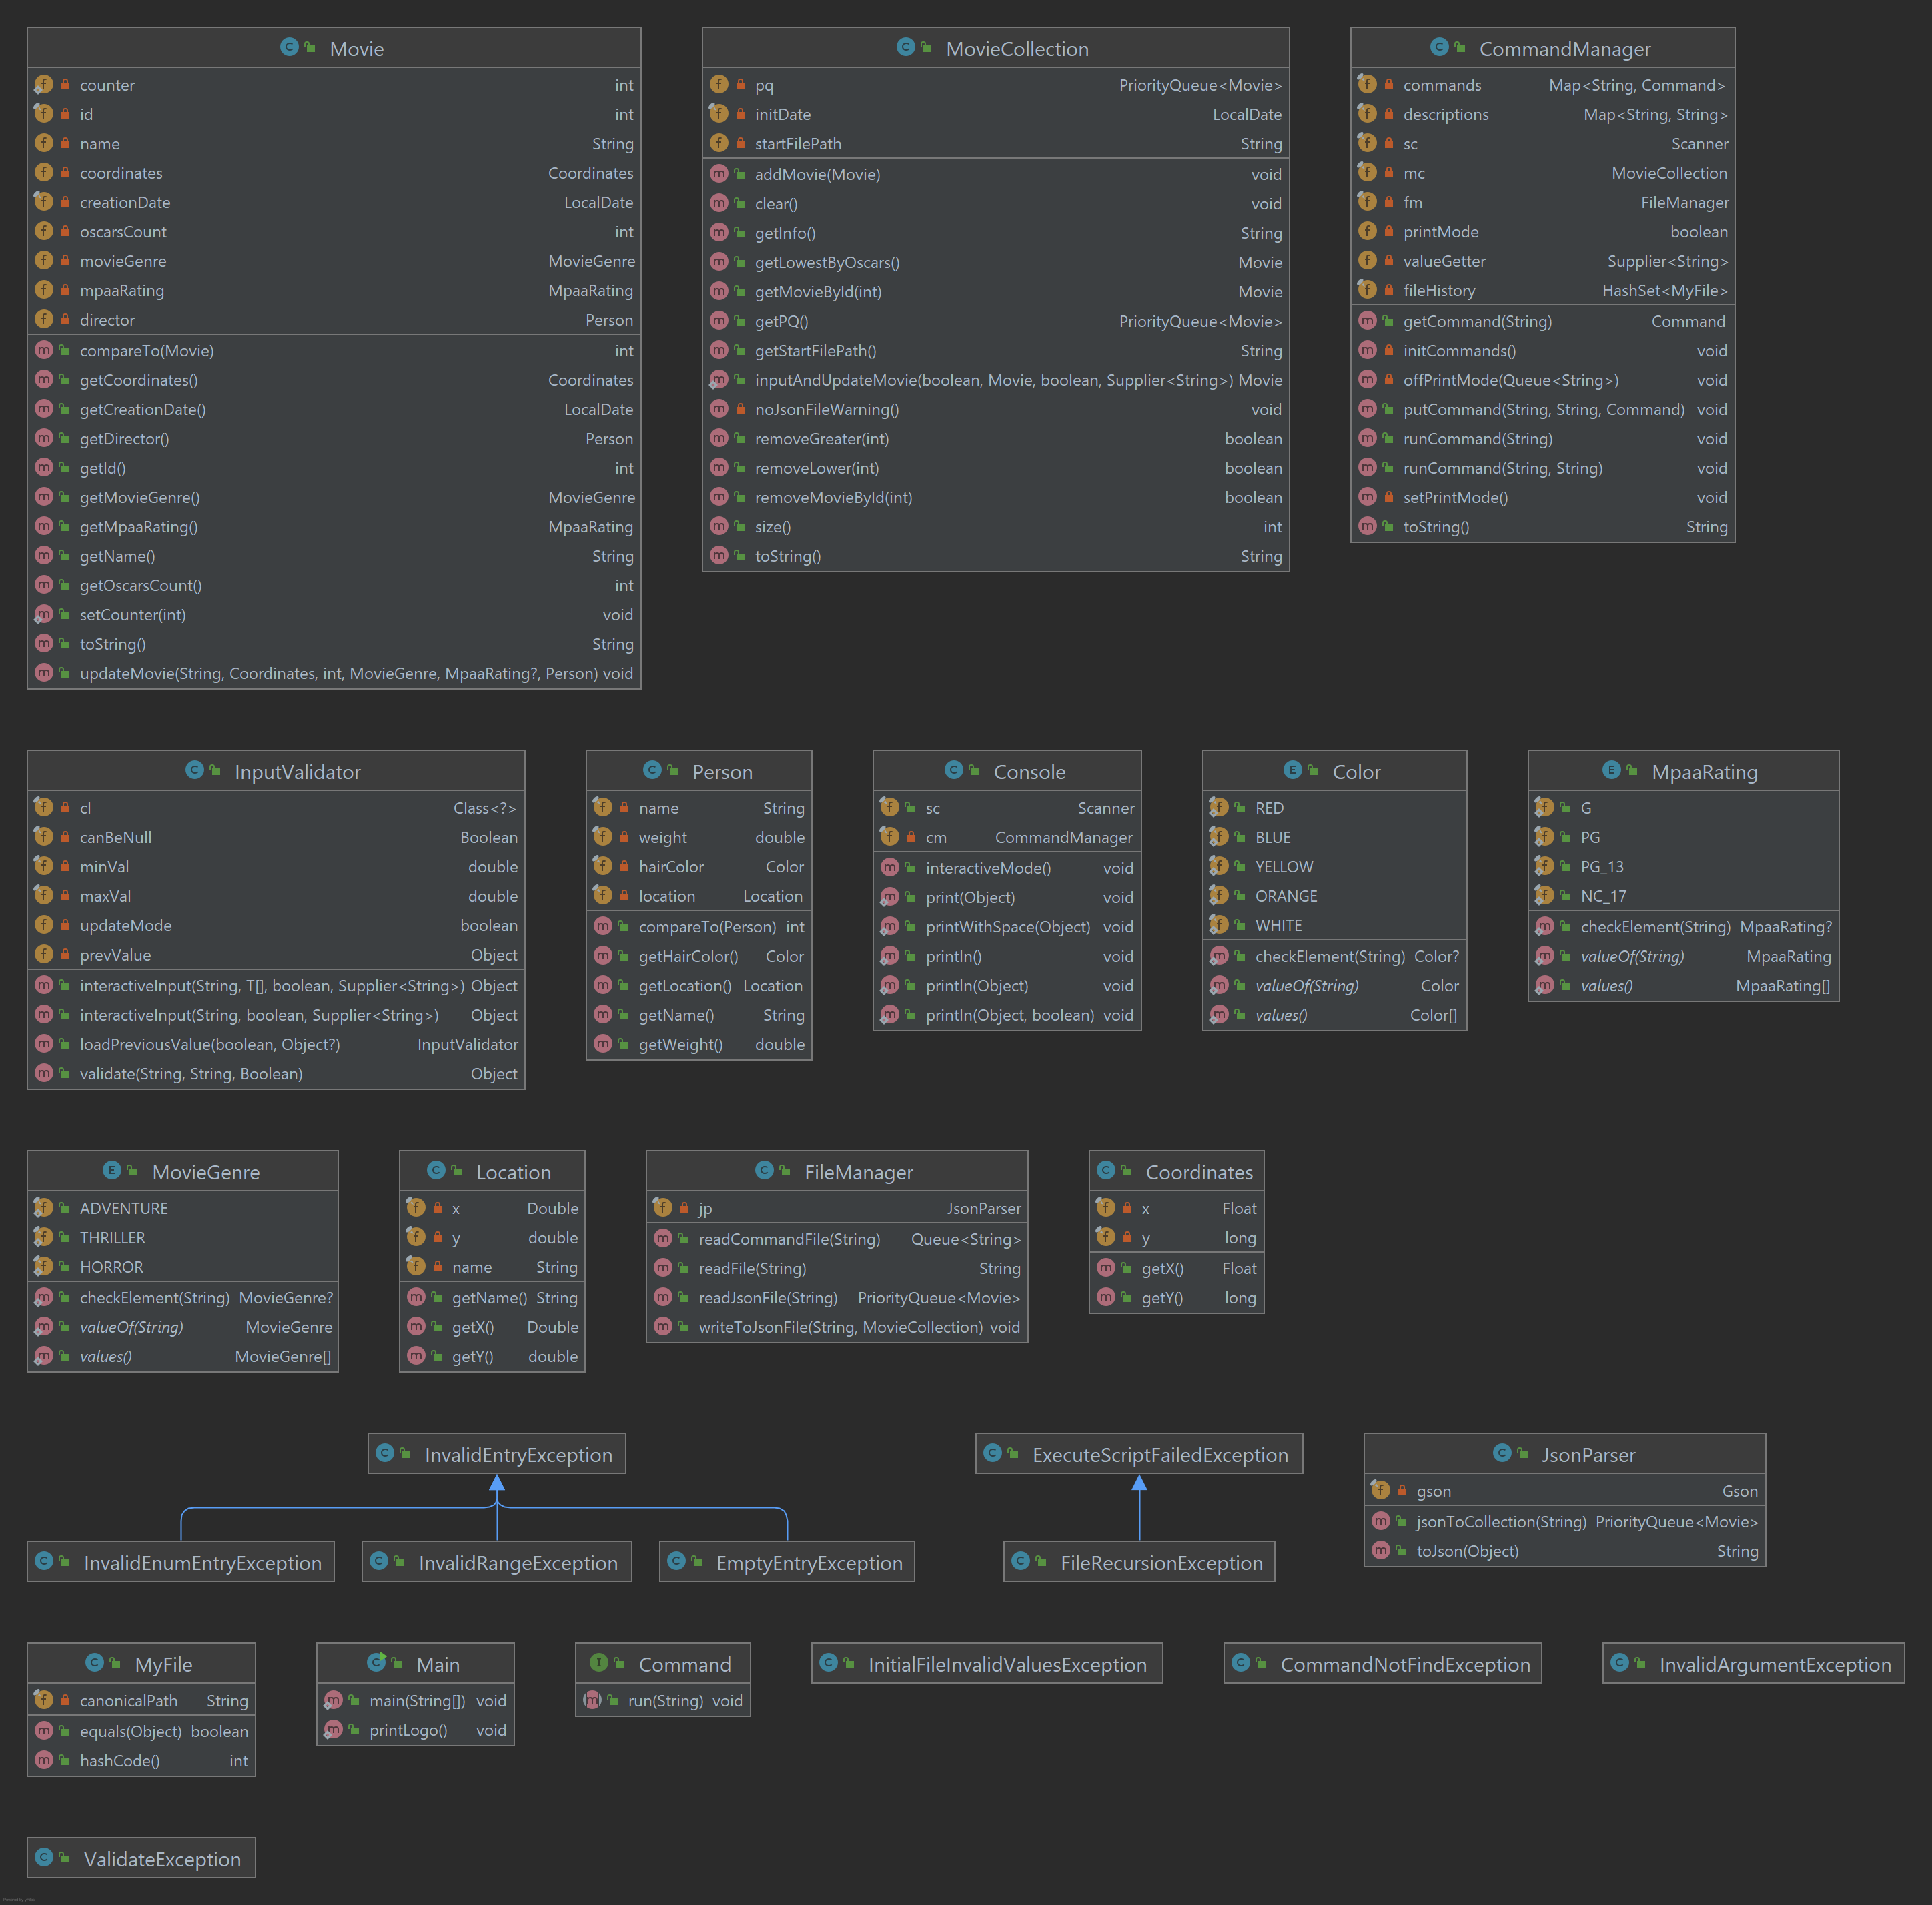 Movie
counter int
id int
name String
coordinates Coordinates
creationDate LocalDate
oscarsCount int
movieGenre MovieGenre
mpaaRating MpaaRating
director Person
compareTo(Movie) int
getCoordinates() Coordinates
getCreationDate() LocalDate
getDirector() Person
getId() int
getMovieGenre() MovieGenre
getMpaaRating() MpaaRating
getName() String
getOscarsCount() int
setCounter(int) void
toString() String
updateMovie(String, Coordinates, int, MovieGenre, MpaaRating?, Person) void
MovieCollection
pq PriorityQueue<Movie>
initDate LocalDate
startFilePath String
addMovie(Movie) void
clear() void
getInfo() String
getLowestByOscars() Movie
getMovieById(int) Movie
getPQ() PriorityQueue<Movie>
getStartFilePath() String
inputAndUpdateMovie(boolean, Movie, boolean, Supplier<String>) Movie
noJsonFileWarning() void
removeGreater(int) boolean
removeLower(int) boolean
removeMovieById(int) boolean
size() int
toString() String
CommandManager
commands Map<String, Command>
descriptions Map<String, String>
sc Scanner
mc MovieCollection
fm FileManager
printMode boolean
valueGetter Supplier<String>
fileHistory HashSet<MyFile>
getCommand(String) Command
initCommands() void
offPrintMode(Queue<String>) void
putCommand(String, String, Command) void
runCommand(String) void
runCommand(String, String) void
setPrintMode() void
toString() String
InputValidator
cl Class<?>
canBeNull Boolean
minVal double
maxVal double
updateMode boolean
prevValue Object
interactiveInput(String, T[], boolean, Supplier<String>) Object
interactiveInput(String, boolean, Supplier<String>) Object
loadPreviousValue(boolean, Object?) InputValidator
validate(String, String, Boolean) Object
Person
name String
weight double
hairColor Color
location Location
compareTo(Person) int
getHairColor() Color
getLocation() Location
getName() String
getWeight() double
Console
sc Scanner
cm CommandManager
interactiveMode() void
print(Object) void
printWithSpace(Object) void
println() void
println(Object) void
println(Object, boolean) void
Color
RED
BLUE
YELLOW
ORANGE
WHITE
checkElement(String) Color?
valueOf(String) Color
values() Color[]
MpaaRating
G
PG
PG_13
NC_17
checkElement(String) MpaaRating?
valueOf(String) MpaaRating
values() MpaaRating[]
MovieGenre
ADVENTURE
THRILLER
HORROR
checkElement(String) MovieGenre?
valueOf(String) MovieGenre
values() MovieGenre[]
Location
x Double
y double
name String
getName() String
getX() Double
getY() double
FileManager
jp JsonParser
readCommandFile(String) Queue<String>
readFile(String) String
readJsonFile(String) PriorityQueue<Movie>
writeToJsonFile(String, MovieCollection) void
Coordinates
x Float
y long
getX() Float
getY() long
InvalidEntryException
ExecuteScriptFailedException
JsonParser
gson Gson
jsonToCollection(String) PriorityQueue<Movie>
toJson(Object) String
InvalidEnumEntryException
InvalidRangeException
EmptyEntryException
FileRecursionException
MyFile
canonicalPath String
equals(Object) boolean
hashCode() int
Main
main(String[]) void
printLogo() void
Command
run(String) void
InitialFileInvalidValuesException
CommandNotFindException
InvalidArgumentException
ValidateException
Powered by yFiles